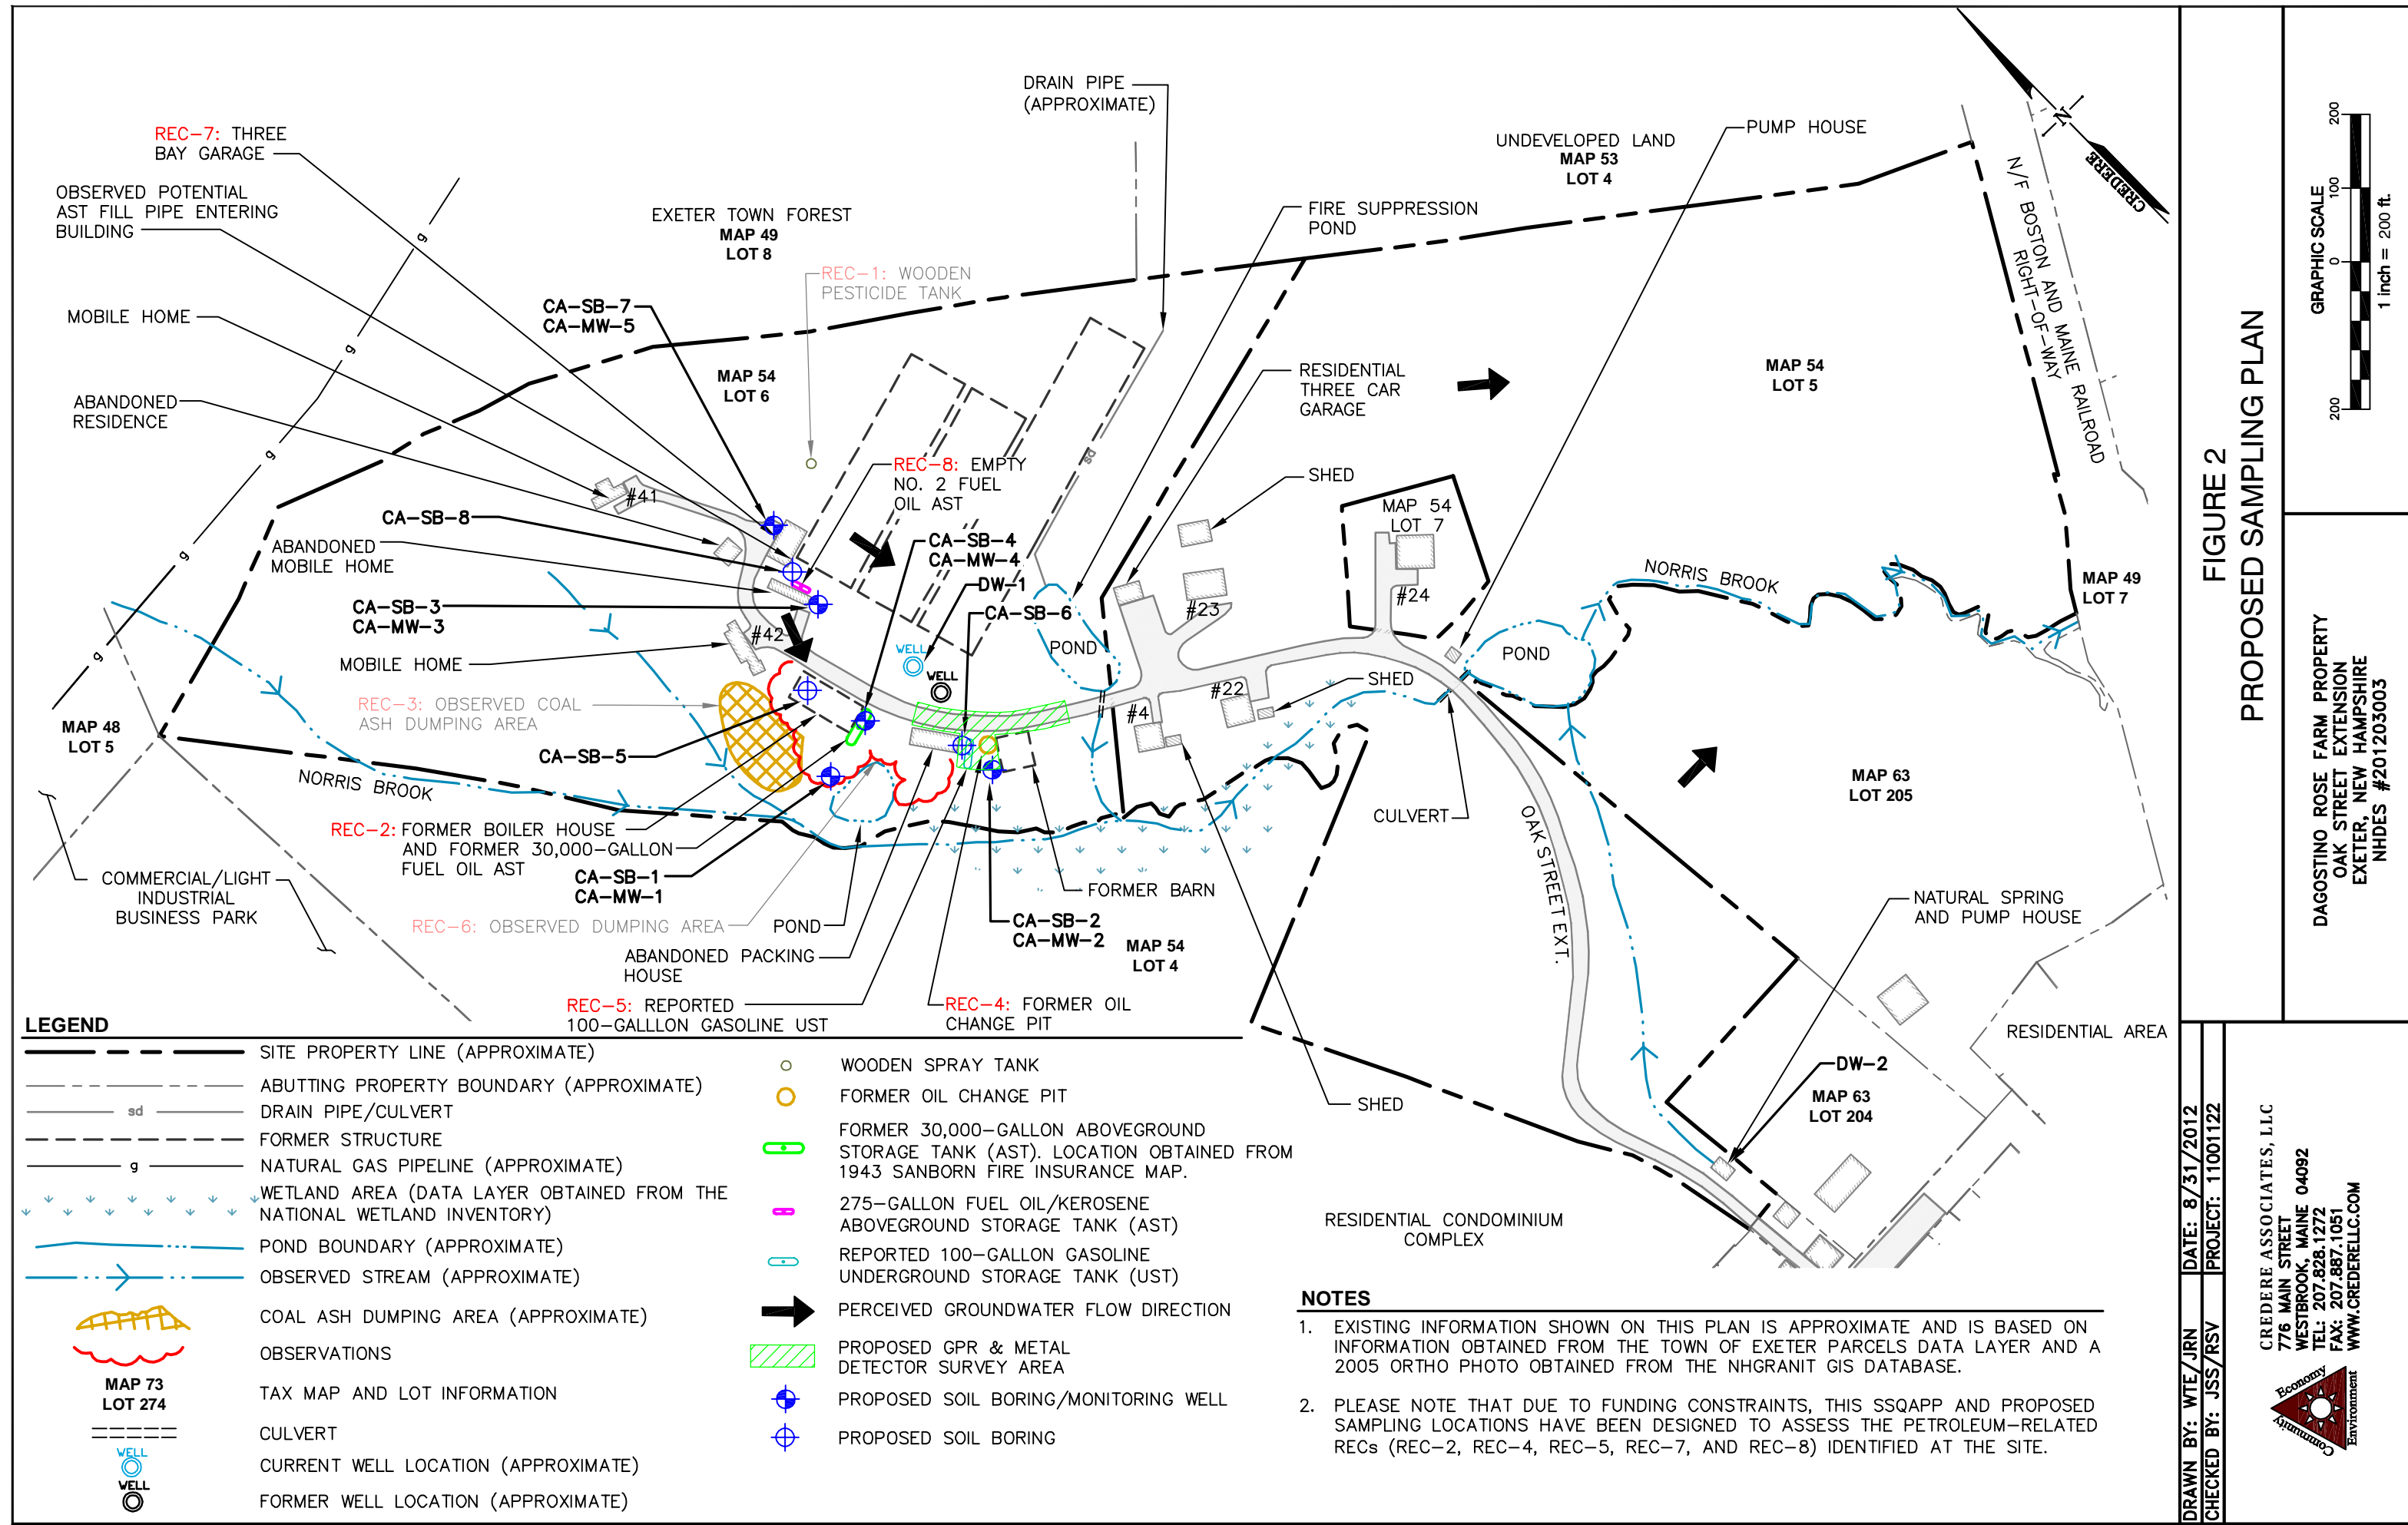 DRAIN PIPE
(APPROXIMATE)
REC-7: THREE
BAY GARAGE
OBSERVED POTENTIAL
AST FILL PIPE ENTERING
BUILDING
MOBILE HOME
ABANDONED
RESIDENCE
EXETER TOWN FOREST
MAP 49
LOT 8
REC-1: WOODEN
PESTICIDE TANK
CA-SB-7
CA-MW-5
MAP 54
LOT 6
UNDEVELOPED LAND
MAP 53
LOT 4
PUMP HOUSE
FIRE SUPPRESSION
POND
RESIDENTIAL
THREE CAR
GARAGE
SHED
MAP 54
LOT 5
N/F BOSTON AND MAINE RAILROAD
RIGHT-OF-WAY
N
CREDERE
g
g
g
g
g
sd
REC-8: EMPTY
NO. 2 FUEL
OIL AST
#41
CA-SB-8
ABANDONED
MOBILE HOME
CA-SB-3
CA-MW-3
MOBILE HOME
#42
CA-SB-4
CA-MW-4
DW-1
CA-SB-6
WELL
WELL
POND
#23
MAP 54
LOT 7
#24
NORRIS BROOK
MAP 49
LOT 7
POND
SHED
#22
#4
REC-3: OBSERVED COAL
ASH DUMPING AREA
MAP 48
LOT 5
CA-SB-5
NORRIS BROOK
REC-2: FORMER BOILER HOUSE
AND FORMER 30,000-GALLON
FUEL OIL AST
CA-SB-1
CA-MW-1
COMMERCIAL/LIGHT
INDUSTRIAL
BUSINESS PARK
REC-6: OBSERVED DUMPING AREA
POND
ABANDONED PACKING
HOUSE
REC-5: REPORTED
100-GALLLON GASOLINE UST
REC-4: FORMER OIL
CHANGE PIT
FORMER BARN
CA-SB-2
CA-MW-2
MAP 54
LOT 4
CULVERT
OAK STREET EXT.
MAP 63
LOT 205
NATURAL SPRING
AND PUMP HOUSE
RESIDENTIAL AREA
DW-2
MAP 63
LOT 204
SHED
RESIDENTIAL CONDOMINIUM
COMPLEX
LEGEND
SITE PROPERTY LINE (APPROXIMATE)
ABUTTING PROPERTY BOUNDARY (APPROXIMATE)
sd
DRAIN PIPE/CULVERT
FORMER STRUCTURE
g
NATURAL GAS PIPELINE (APPROXIMATE)
WETLAND AREA (DATA LAYER OBTAINED FROM THE
NATIONAL WETLAND INVENTORY)
POND BOUNDARY (APPROXIMATE)
OBSERVED STREAM (APPROXIMATE)
COAL ASH DUMPING AREA (APPROXIMATE)
OBSERVATIONS
MAP 73
LOT 274
TAX MAP AND LOT INFORMATION
CULVERT
WELL
CURRENT WELL LOCATION (APPROXIMATE)
WELL
FORMER WELL LOCATION (APPROXIMATE)
WOODEN SPRAY TANK
FORMER OIL CHANGE PIT
FORMER 30,000-GALLON ABOVEGROUND
STORAGE TANK (AST). LOCATION OBTAINED FROM
1943 SANBORN FIRE INSURANCE MAP.
275-GALLON FUEL OIL/KEROSENE
ABOVEGROUND STORAGE TANK (AST)
REPORTED 100-GALLON GASOLINE
UNDERGROUND STORAGE TANK (UST)
PERCEIVED GROUNDWATER FLOW DIRECTION
PROPOSED GPR & METAL
DETECTOR SURVEY AREA
PROPOSED SOIL BORING/MONITORING WELL
PROPOSED SOIL BORING
NOTES
1. EXISTING INFORMATION SHOWN ON THIS PLAN IS APPROXIMATE AND IS BASED ON
INFORMATION OBTAINED FROM THE TOWN OF EXETER PARCELS DATA LAYER AND A
2005 ORTHO PHOTO OBTAINED FROM THE NHGRANIT GIS DATABASE.
2. PLEASE NOTE THAT DUE TO FUNDING CONSTRAINTS, THIS SSQAPP AND PROPOSED
SAMPLING LOCATIONS HAVE BEEN DESIGNED TO ASSESS THE PETROLEUM-RELATED
RECs (REC-2, REC-4, REC-5, REC-7, AND REC-8) IDENTIFIED AT THE SITE.
FIGURE 2
PROPOSED SAMPLING PLAN
GRAPHIC SCALE
200 0 100 200
1 inch = 200 ft.
DAGOSTINO ROSE FARM PROPERTY
OAK STREET EXTENSION
EXETER, NEW HAMPSHIRE
NHDES #201203003
DRAWN BY: WTE/JRN
DATE: 8/31/2012
CHECKED BY: JSS/RSV
PROJECT: 11001122
CREDERE ASSOCIATES, LLC
776 MAIN STREET
WESTBROOK, MAINE 04092
TEL: 207.828.1272
FAX: 207.887.1051
WWW.CREDERELLC.COM
Economy
Community
Environment